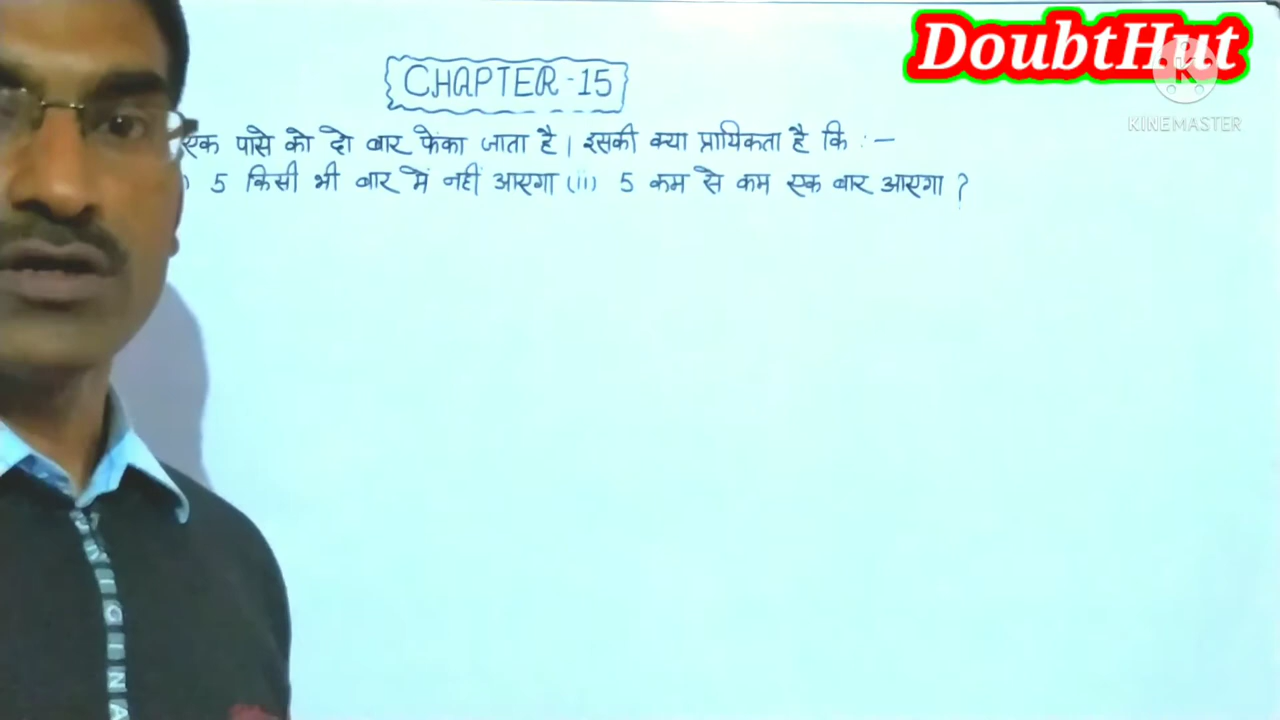 DoubtHut
KINEMASTER
CHAPTER-15
एक पासे को दो बार फेंका जाता है। इसकी क्या प्रायिकता है कि :-
) 5 किसी भी बार में नहीं आएगा (ii) 5 कम से कम एक बार आएगा ?